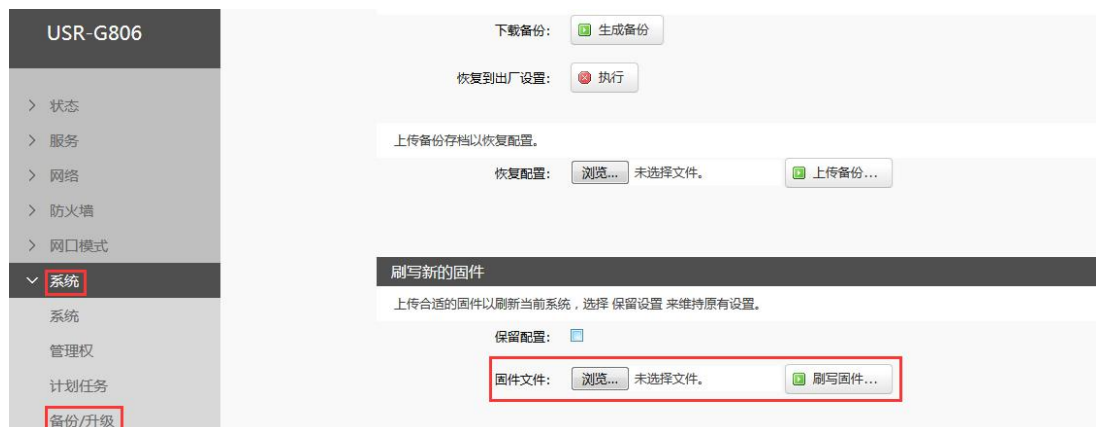 USR-G806
状态
服务
网络
防火墙
网口模式
系统
系统
管理权
计划任务
备份/升级
下载备份: 生成备份
恢复到出厂设置: 执行
上传备份存档以恢复配置。
恢复配置: 浏览... 未选择文件。 上传备份...
刷写新的固件
上传合适的固件以刷新当前系统，选择 保留设置 来维持原有设置。
保留配置:
固件文件: 浏览... 未选择文件。 刷写固件...